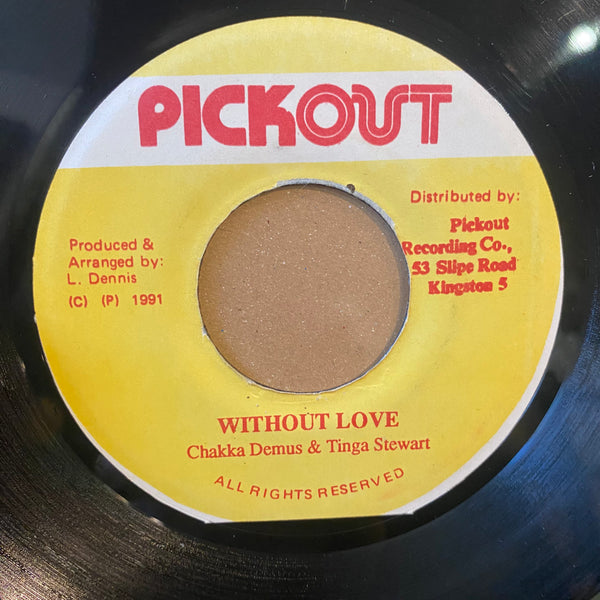 PICKOUT
Distributed by:
Pickout
Recording Co.,
53 Slipe Road
Kingston 5
Produced &
Arranged by:
L. Dennis
(C) (P) 1991
WITHOUT LOVE
Chakka Demus & Tinga Stewart
ALL RIGHTS RESERVED